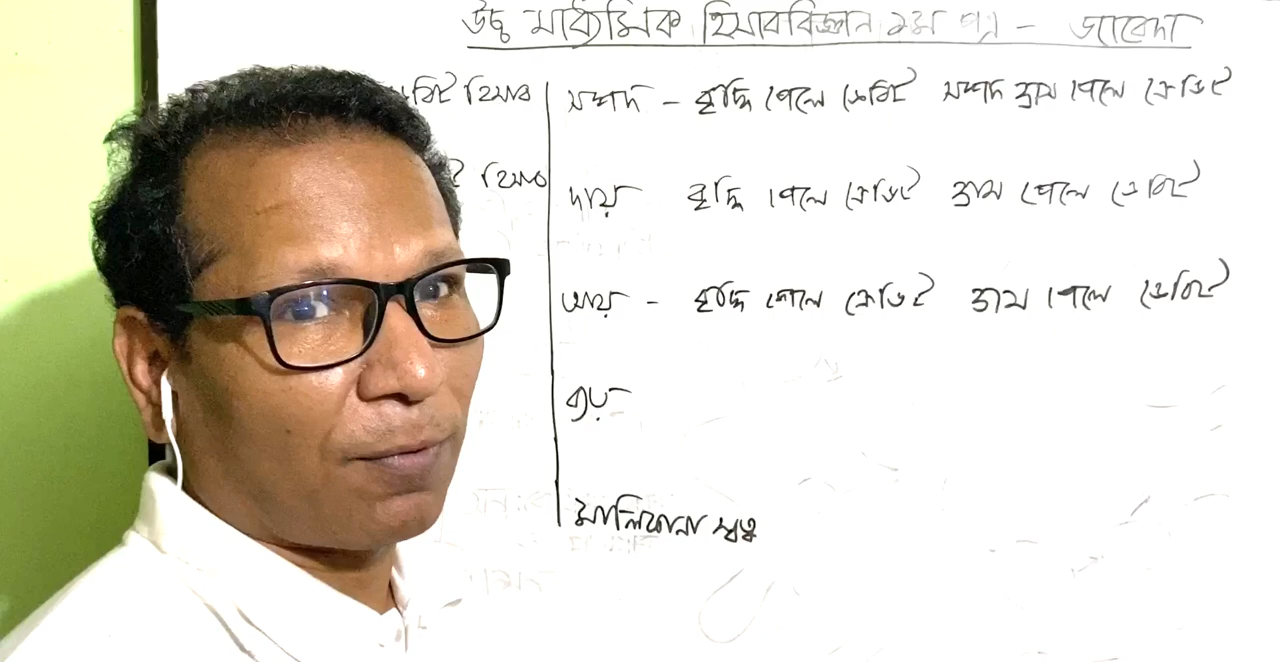 উচ্চ মাধ্যমিক হিসাববিজ্ঞান ১ম পত্র - জাবেদা
হিসাব
সম্পদ - বৃদ্ধি পেলে ডেবিট সম্পদ হ্রাস পেলে ক্রেডিট
হিসাব
দায় বৃদ্ধি পেলে ক্রেডিট হ্রাস পেলে ডেবিট
আয় - বৃদ্ধি পেলে ক্রেডিট হ্রাস পেলে ডেবিট
ব্যয়
মালিকানা স্বত্ব